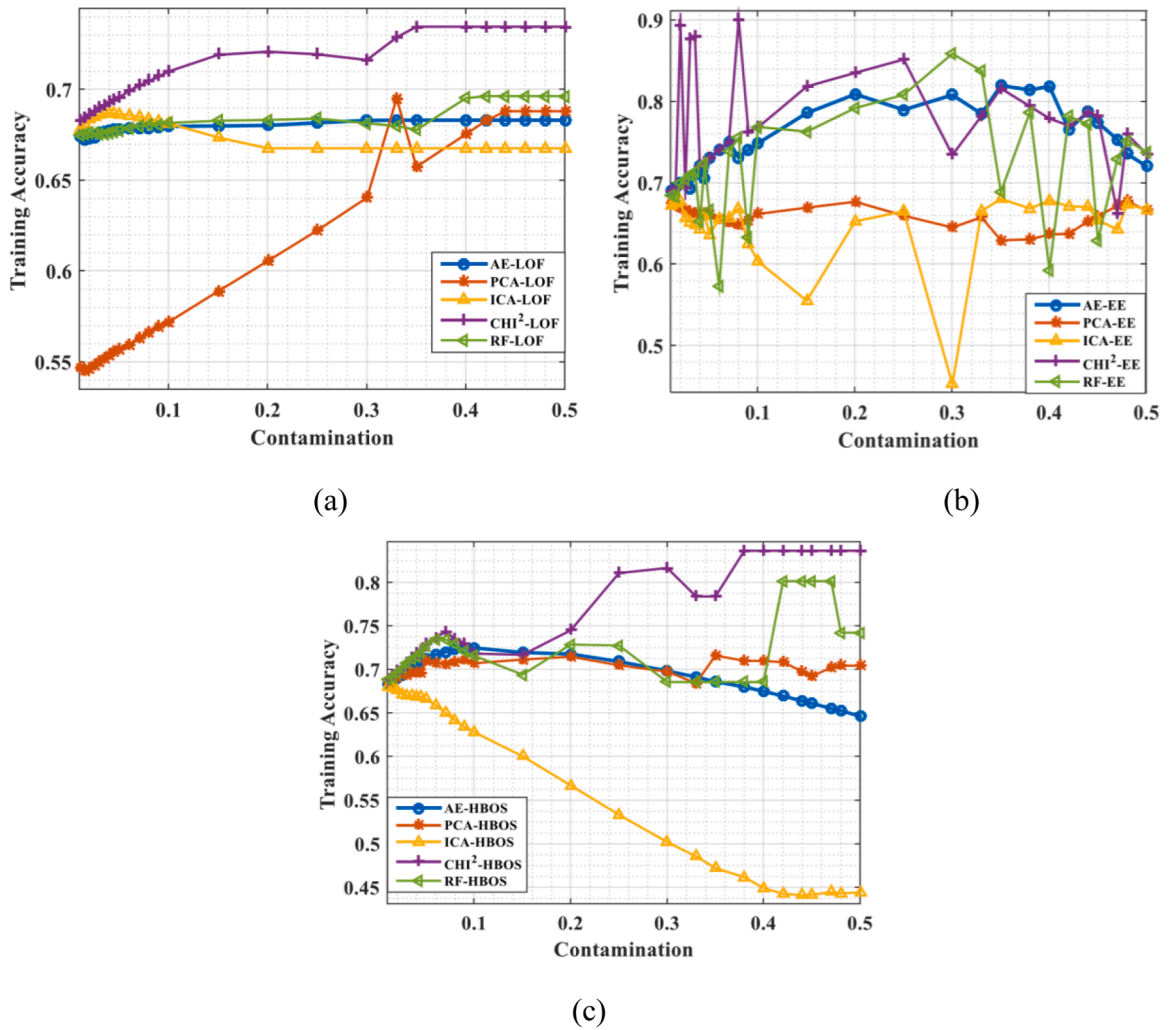 0.7
0.65
0.6
0.55
Training Accuracy
AE-LOF
PCA-LOF
ICA-LOF
CHI²-LOF
RF-LOF
0.1 0.2 0.3 0.4 0.5
Contamination
(a)
0.9
0.8
0.7
0.6
0.5
Training Accuracy
AE-EE
PCA-EE
ICA-EE
CHI²-EE
RF-EE
0.1 0.2 0.3 0.4 0.5
Contamination
(b)
0.8
0.75
0.7
0.65
0.6
0.55
0.5
0.45
Training Accuracy
AE-HBOS
PCA-HBOS
ICA-HBOS
CHI²-HBOS
RF-HBOS
0.1 0.2 0.3 0.4 0.5
Contamination
(c)